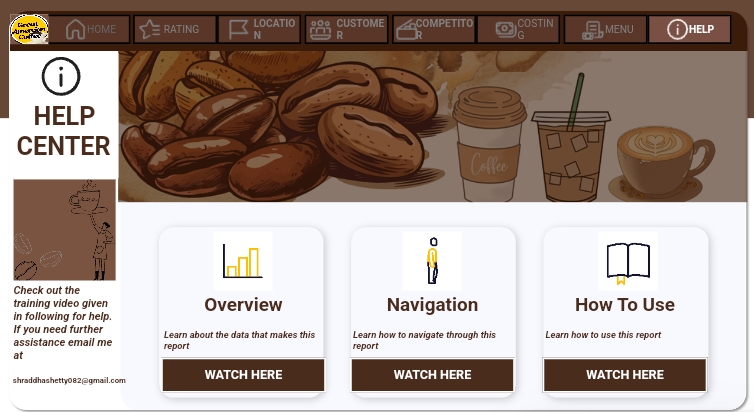 Great
American
Coffee
HOME
RATING
LOCATIO
N
CUSTOME
R
COMPETITO
R
COSTIN
G
MENU
HELP
HELP
CENTER
Coffee
Check out the
training video given
in following for help.
If you need further
assistance email me
at
shraddhashetty082@gmail.com
Overview
Learn about the data that makes this
report
WATCH HERE
Navigation
Learn how to navigate through this
report
WATCH HERE
How To Use
Learn how to use this report
WATCH HERE